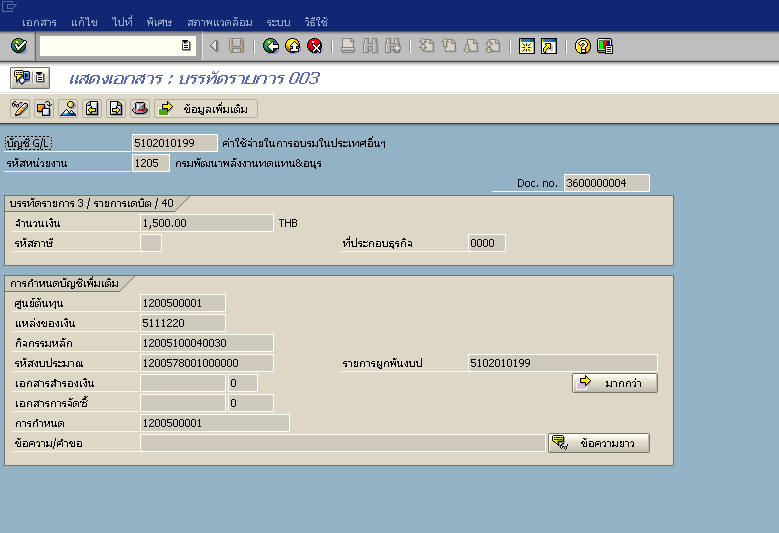 เอกสาร แก้ไข ไปที่ พิเศษ สภาพแวดล้อม ระบบ วิธีใช้
แสดงเอกสาร : บรรทัดรายการ 003
ข้อมูลเพิ่มเติม
บัญชี G/L 5102010199 ค่าใช้จ่ายในการอบรมในประเทศอื่นๆ
รหัสหน่วยงาน 1205 กรมพัฒนาพลังงานทดแทน&อนุร
Doc. no. 3600000004
บรรทัดรายการ 3 / รายการเดบิต / 40
จำนวนเงิน 1,500.00 THB
รหัสภาษี ที่ประกอบธุรกิจ 0000
การกำหนดบัญชีเพิ่มเติม
ศูนย์ต้นทุน 1200500001
แหล่งของเงิน 5111220
กิจกรรมหลัก 12005100040030
รหัสงบประมาณ 1200578001000000 รายการผูกพันงบป 5102010199
เอกสารสำรองเงิน 0 มากกว่า
เอกสารการจัดซื้ 0
การกำหนด 1200500001
ข้อความ/คำขอ ข้อความยาว